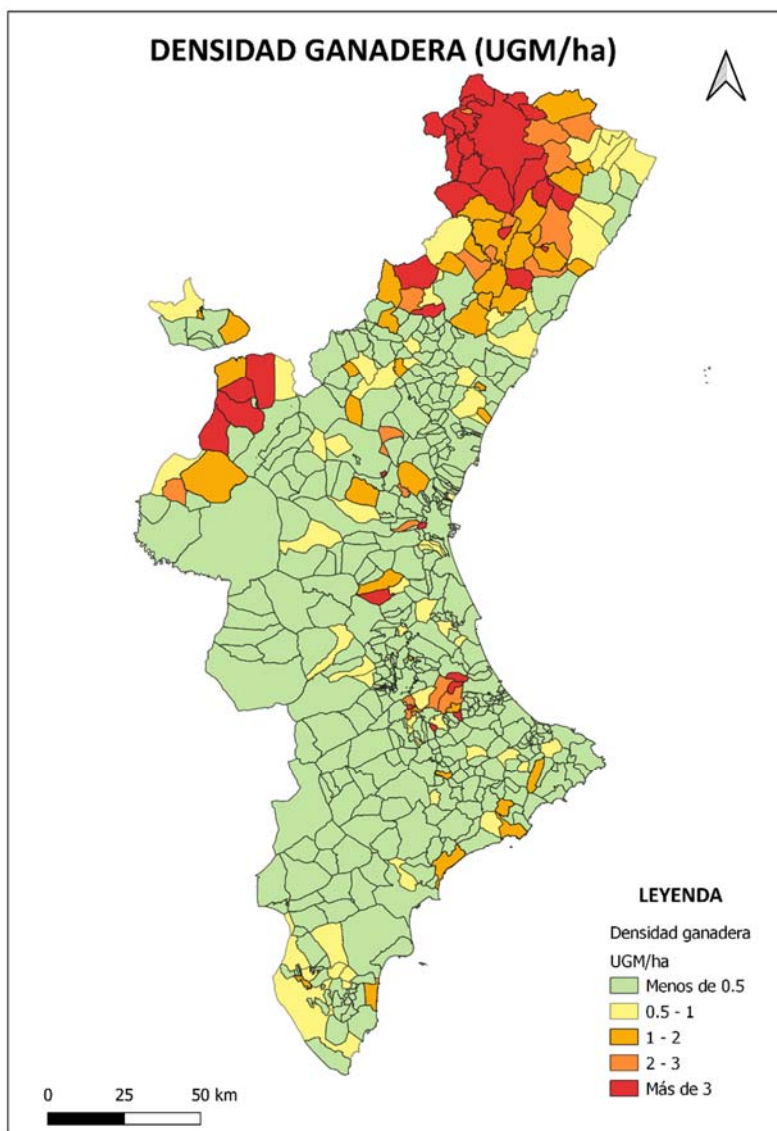 DENSIDAD GANADERA (UGM/ha)
LEYENDA
Densidad ganadera
UGM/ha
Menos de 0.5
0.5 - 1
1 - 2
2 - 3
Más de 3
0 25 50 km